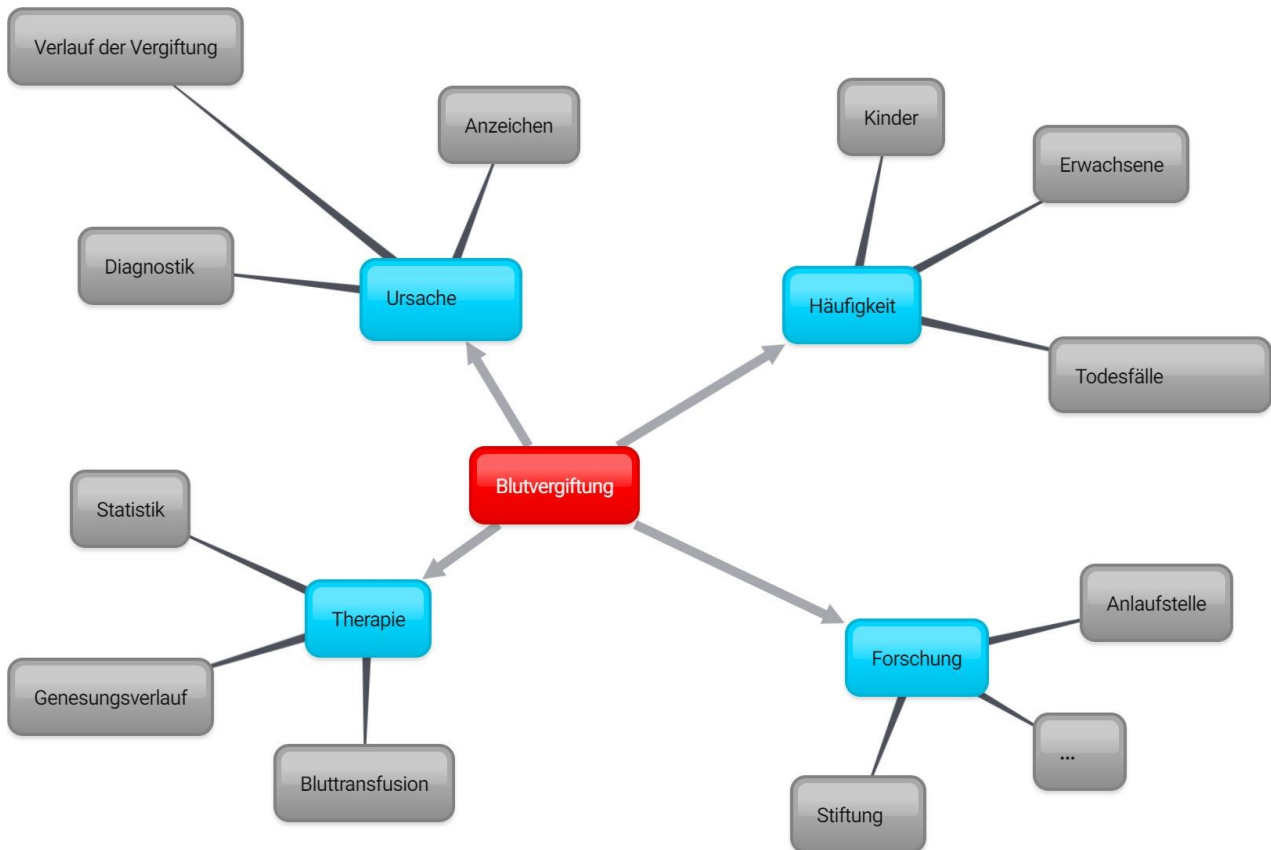 Verlauf der Vergiftung
Anzeichen
Kinder
Erwachsene
Diagnostik
Ursache
Häufigkeit
Todesfälle
Blutvergiftung
Statistik
Therapie
Anlaufstelle
Forschung
Genesungsverlauf
...
Bluttransfusion
Stiftung